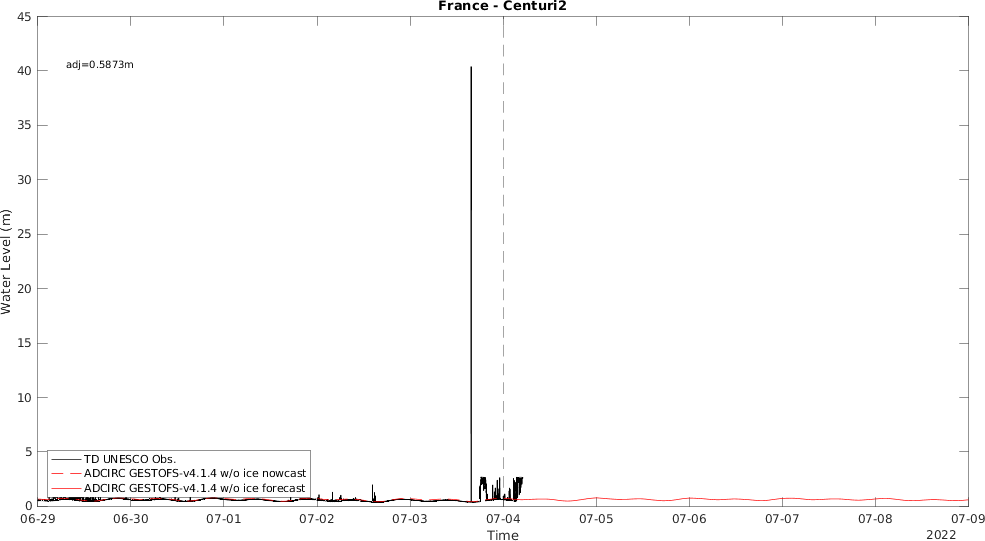 France - Centuri2
45
40
35
30
25
20
15
10
5
0
Water Level (m)
adj=0.5873m
TD UNESCO Obs.
ADCIRC GESTOFS-v4.1.4 w/o ice nowcast
ADCIRC GESTOFS-v4.1.4 w/o ice forecast
06-29 06-30 07-01 07-02 07-03 07-04 07-05 07-06 07-07 07-08 07-09
Time
2022